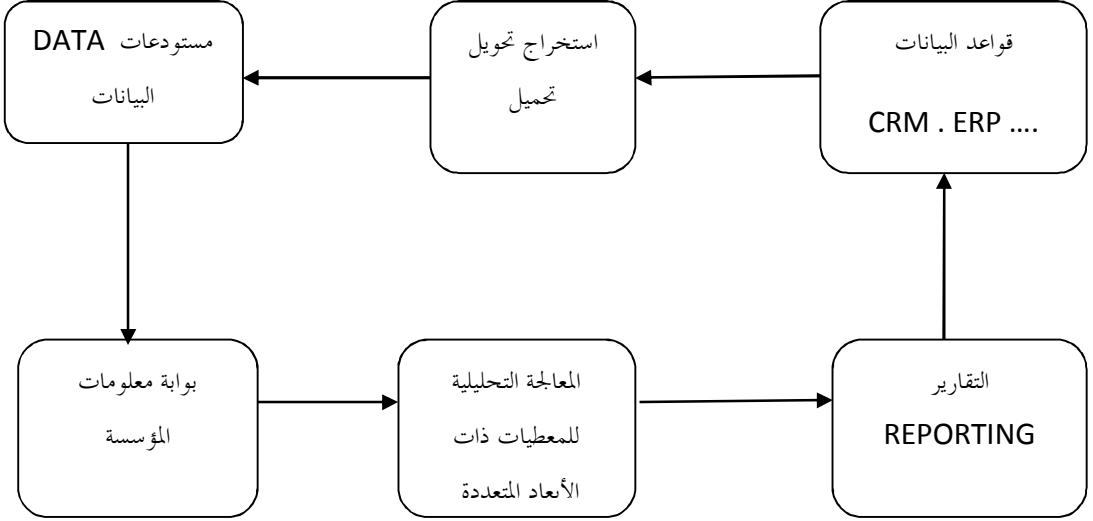 قواعد البيانات
CRM . ERP ....
استخراج تحويل
تحميل
مستودعات DATA
البيانات
بوابة معلومات
المؤسسة
المعالجة التحليلية
للمعطيات ذات
الأبعاد المتعددة
التقارير
REPORTING